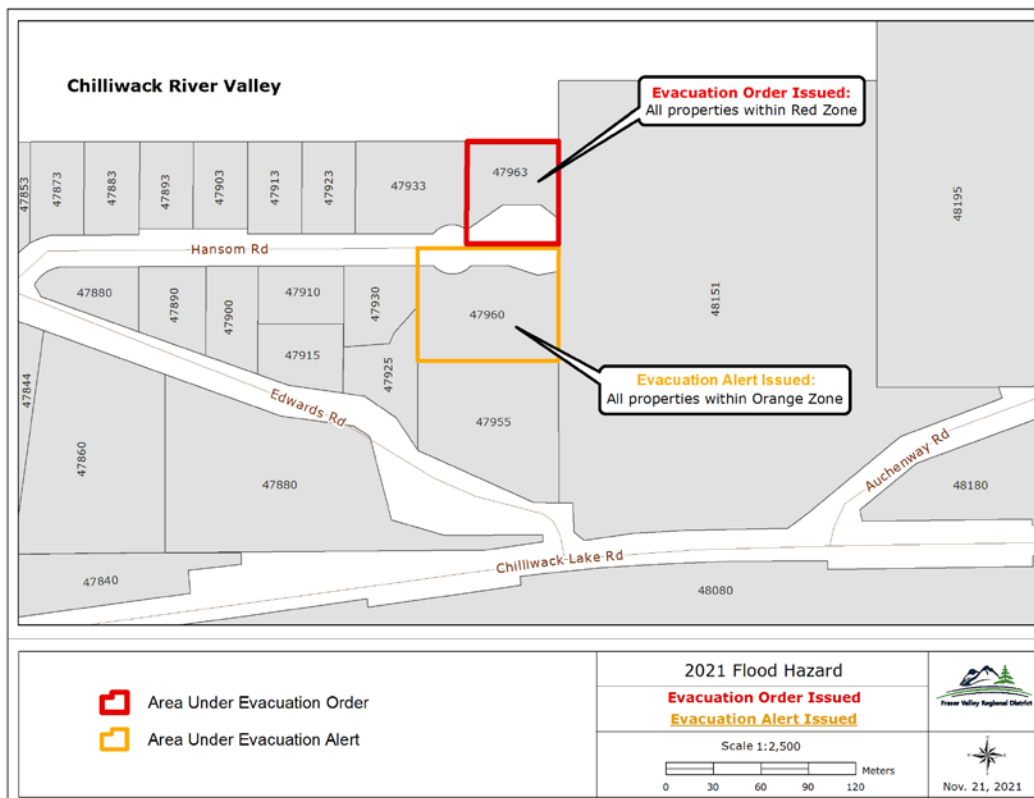 Chilliwack River Valley
Evacuation Order Issued:
All properties within Red Zone
47853
47873
47883
47893
47903
47913
47923
47933
47963
48195
Hansom Rd
47880
47890
47900
47910
47930
47960
48151
47915
47925
Evacuation Alert Issued:
All properties within Orange Zone
47844
Edwards Rd
47955
47860
47880
Auchenway Rd
48180
Chilliwack Lake Rd
47840
48080
Area Under Evacuation Order
Area Under Evacuation Alert
2021 Flood Hazard
Evacuation Order Issued
Evacuation Alert Issued
Scale 1:2,500
Meters
0 30 60 90 120
Fraser Valley Regional District
Nov. 21, 2021